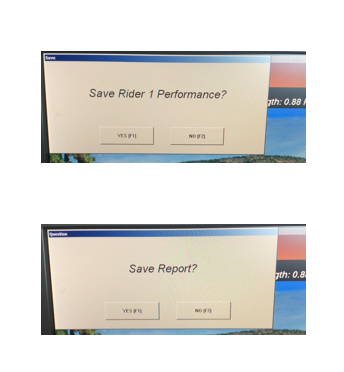 Save
Save Rider 1 Performance?
gth: 0.88
YES (F1)
NO (F2)
Question
Save Report?
gth: 0.8
YES (F1)
NO (F2)